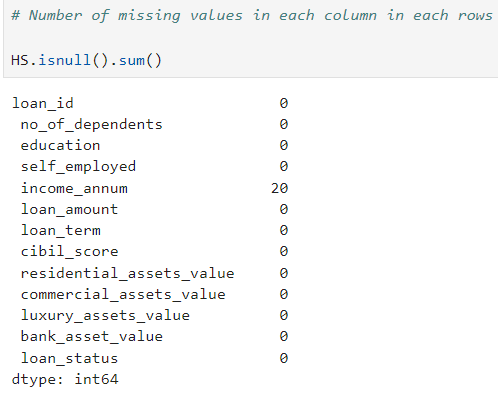 # Number of missing values in each column in each rows
HS.isnull().sum()
loan_id 0
no_of_dependents 0
education 0
self_employed 0
income_annum 20
loan_amount 0
loan_term 0
cibil_score 0
residential_assets_value 0
commercial_assets_value 0
luxury_assets_value 0
bank_asset_value 0
loan_status 0
dtype: int64